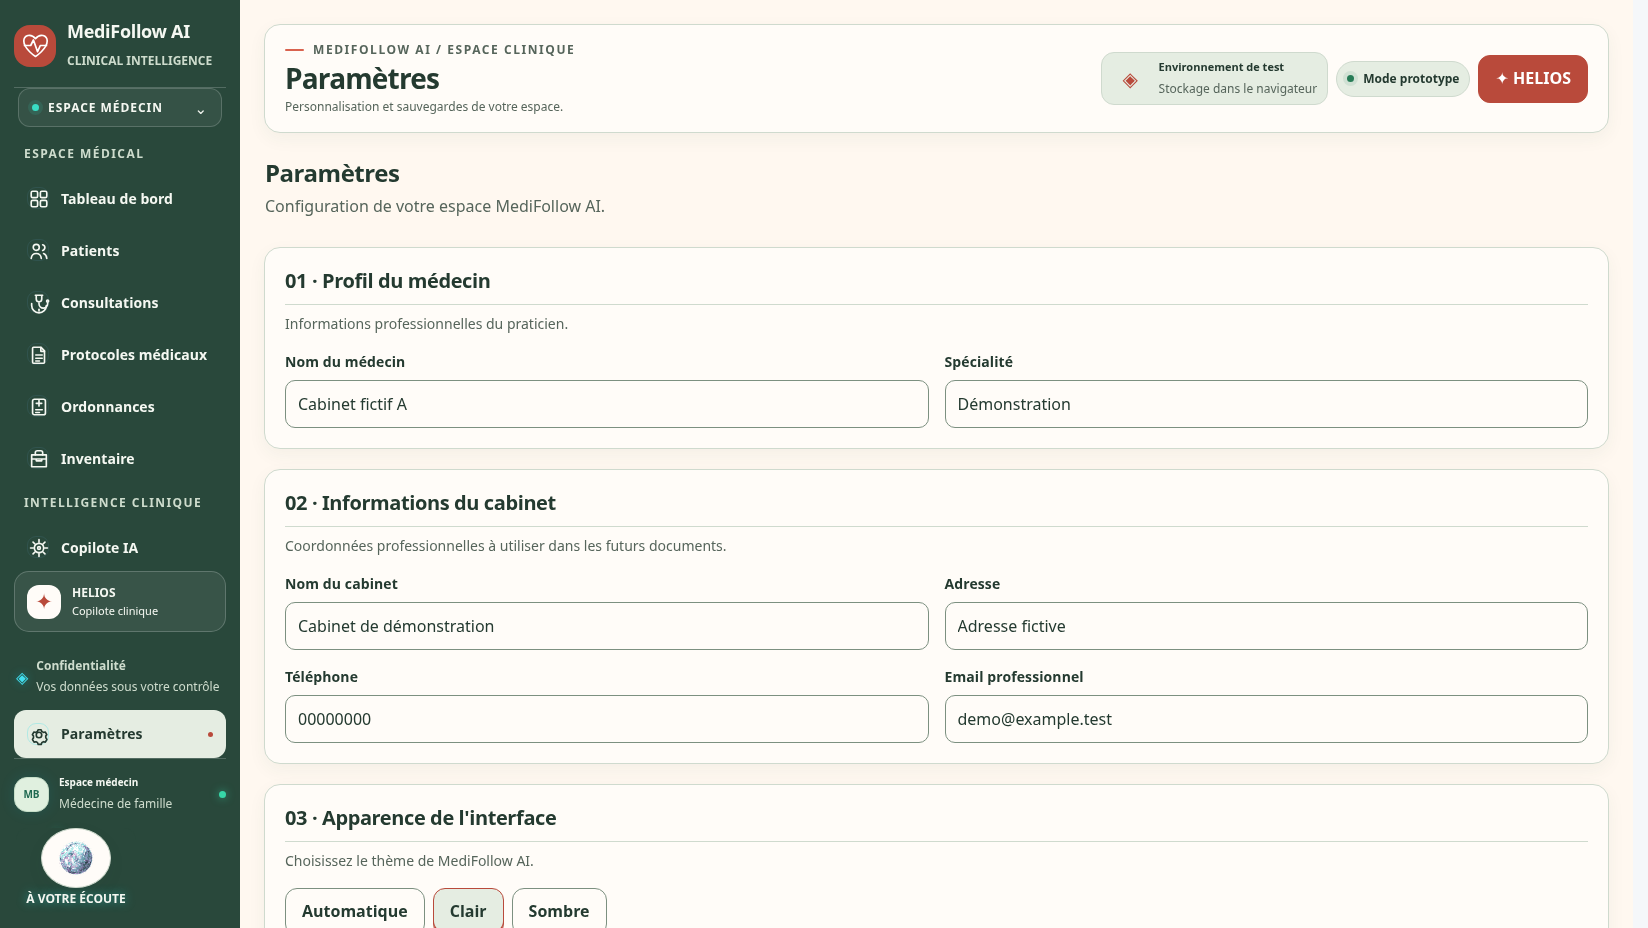 MediFollow AI
CLINICAL INTELLIGENCE
ESPACE MÉDECIN
ESPACE MÉDICAL
Tableau de bord
Patients
Consultations
Protocoles médicaux
Ordonnances
Inventaire
INTELLIGENCE CLINIQUE
Copilote IA
HELIOS
Copilote clinique
Confidentialité
Vos données sous votre contrôle
Paramètres
MB
Espace médecin
Médecine de famille
À VOTRE ÉCOUTE
MEDIFOLLOW AI / ESPACE CLINIQUE
Paramètres
Personnalisation et sauvegardes de votre espace.
Environnement de test
Stockage dans le navigateur
Mode prototype
✦ HELIOS
Paramètres
Configuration de votre espace MediFollow AI.
01 · Profil du médecin
Informations professionnelles du praticien.
Nom du médecin
Cabinet fictif A
Spécialité
Démonstration
02 · Informations du cabinet
Coordonnées professionnelles à utiliser dans les futurs documents.
Nom du cabinet
Cabinet de démonstration
Adresse
Adresse fictive
Téléphone
00000000
Email professionnel
demo@example.test
03 · Apparence de l'interface
Choisissez le thème de MediFollow AI.
Automatique
Clair
Sombre